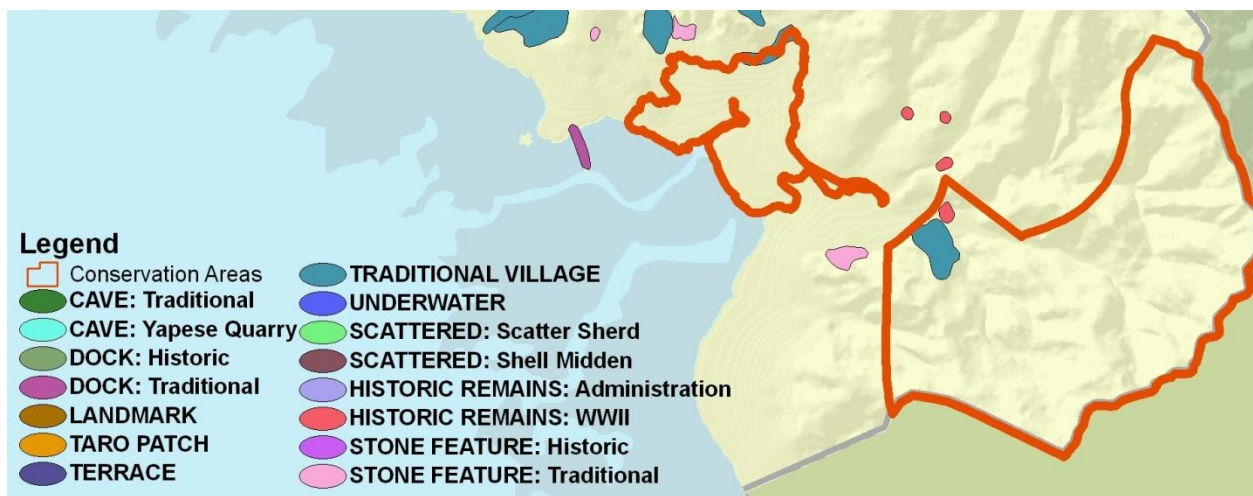 Legend
Conservation Areas
CAVE: Traditional
CAVE: Yapese Quarry
DOCK: Historic
DOCK: Traditional
LANDMARK
TARO PATCH
TERRACE
TRADITIONAL VILLAGE
UNDERWATER
SCATTERED: Scatter Sherd
SCATTERED: Shell Midden
HISTORIC REMAINS: Administration
HISTORIC REMAINS: WWII
STONE FEATURE: Historic
STONE FEATURE: Traditional